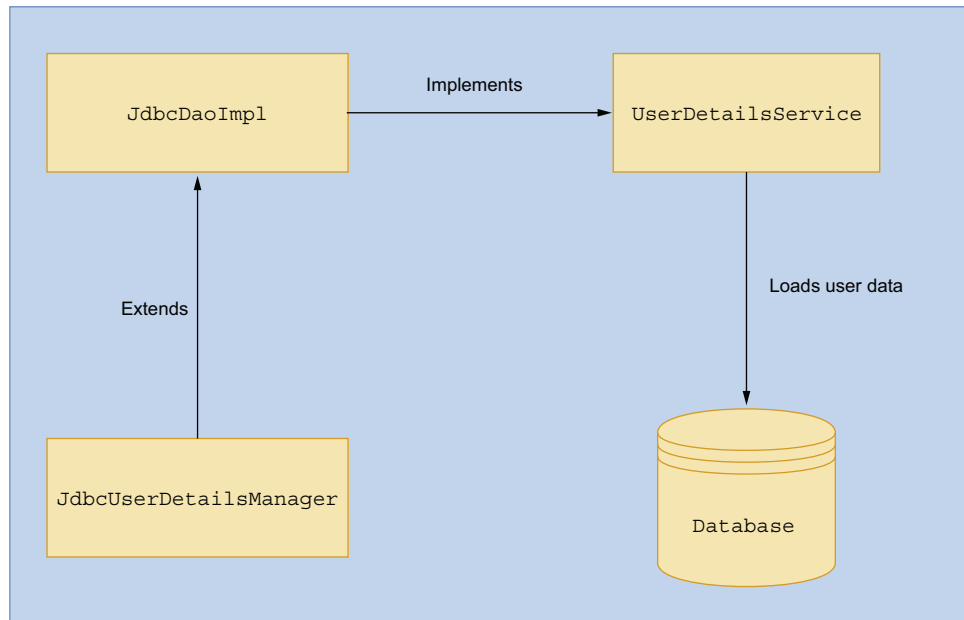 Implements
JdbcDaoImpl
UserDetailsService
Extends
Loads user data
JdbcUserDetailsManager
Database